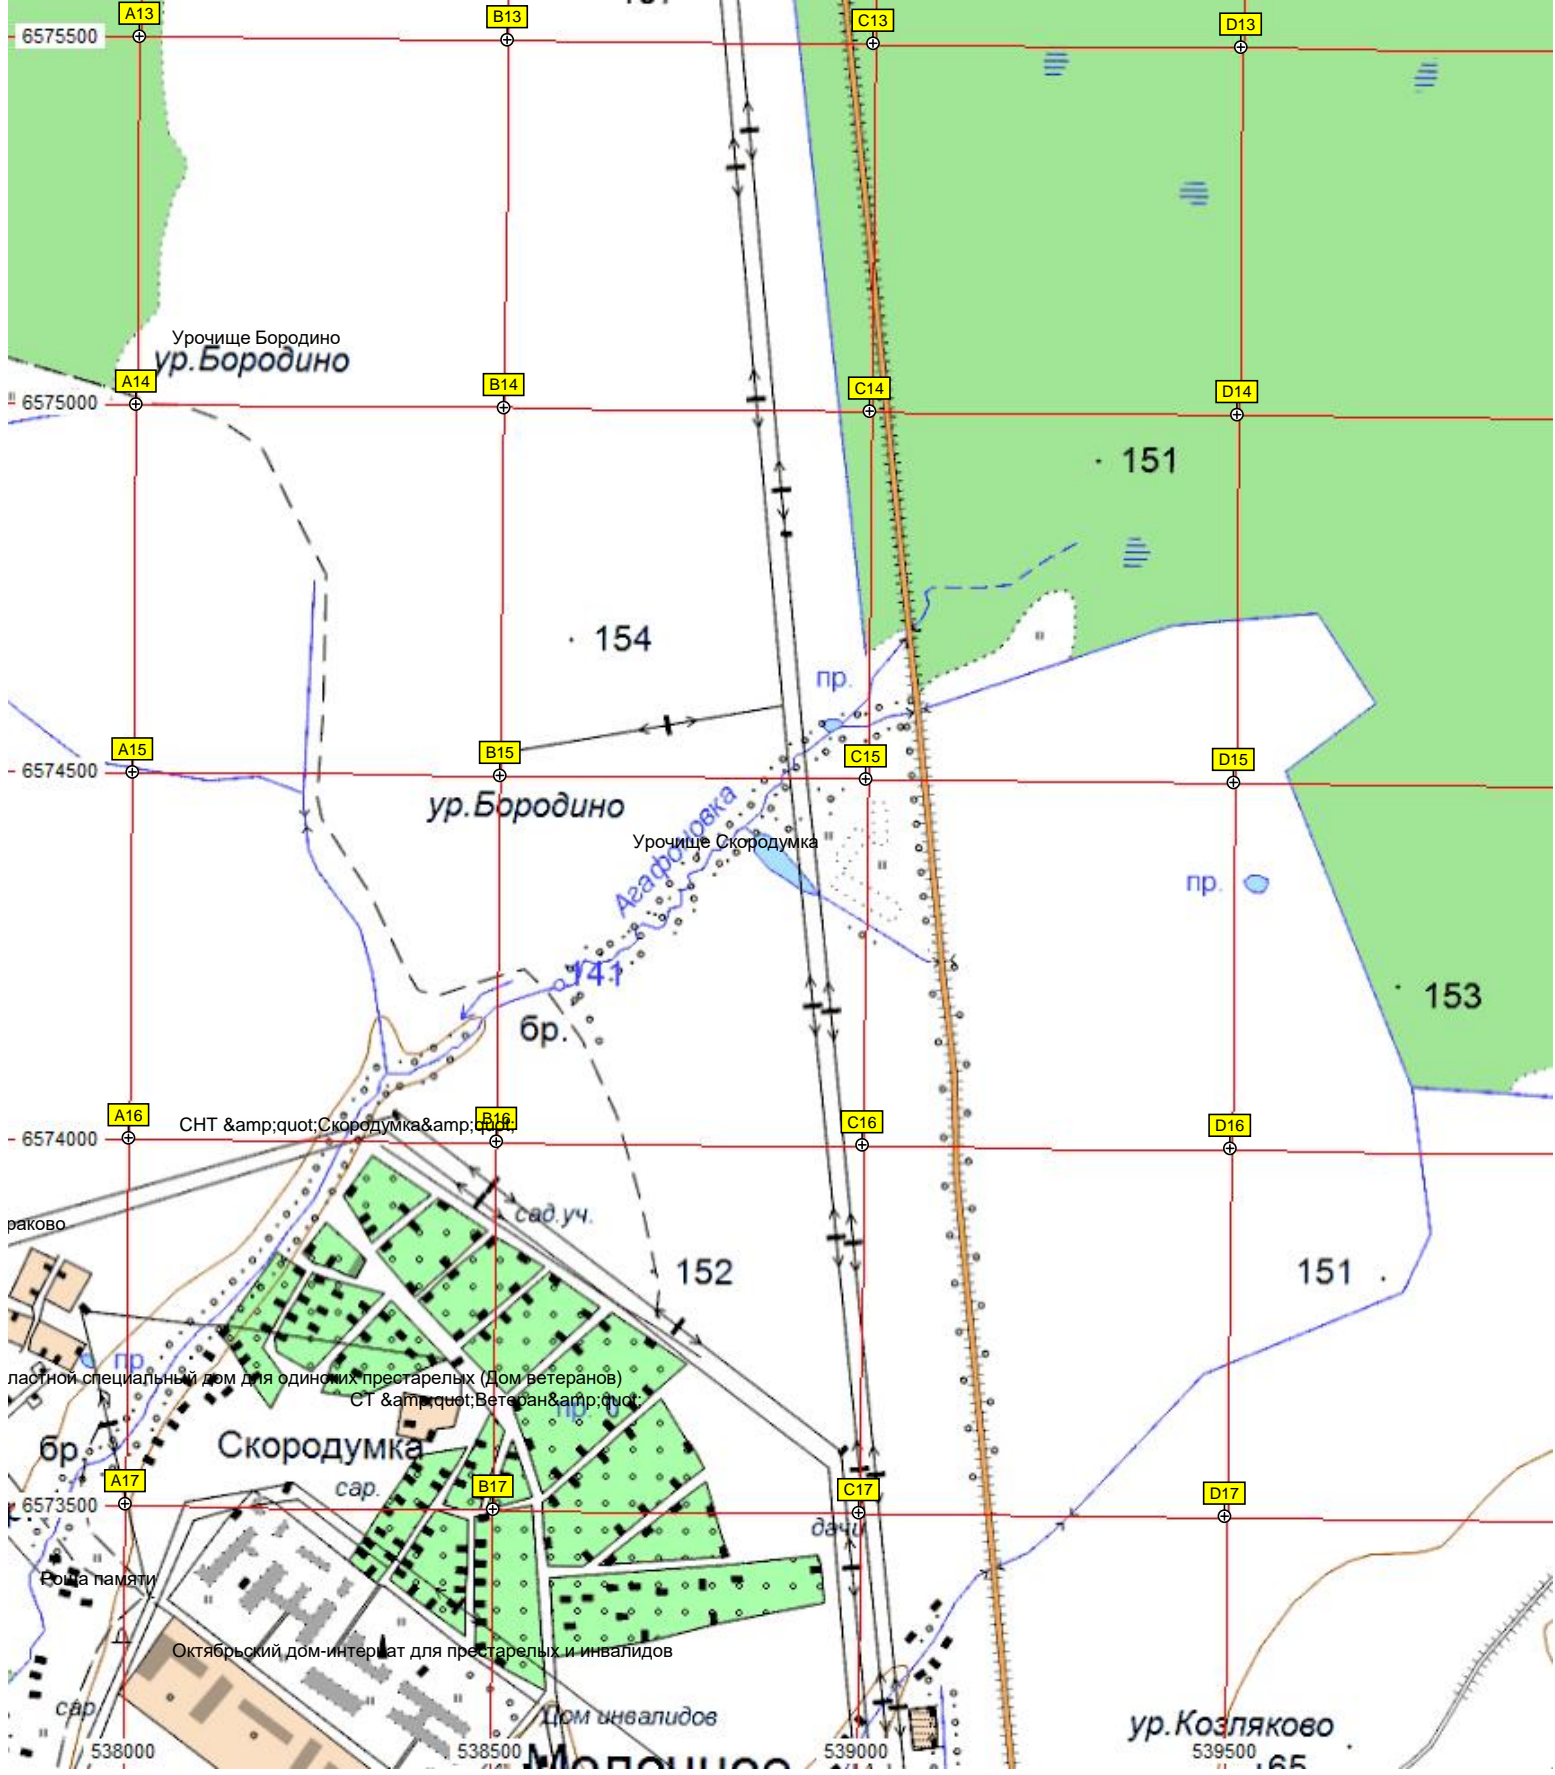 A13
B13
C13
D13
6575500
Урочище Бородино
ур.Бородино
A14
B14
C14
D14
6575000
151
154
пр.
A15
B15
C15
D15
6574500
ур.Бородино
Агафоновка
Урочище Скородумка
пр.
141
153
бр.
A16
B16
C16
D16
6574000
СНТ &amp;quot;Скородумка&amp;quot;
сад.уч.
раково
152
151
пр.
ластной специальный дом для одиноких престарелых (Дом ветеранов)
СТ &amp;quot;Ветеран&amp;quot;
пр.
бр.
Скородумка
сар.
A17
B17
C17
D17
6573500
дачи
Роща памяти
Октябрьский дом-интернат для престарелых и инвалидов
сар.
Дом инвалидов
ур.Козляково
538000
538500
539000
539500
Молочное